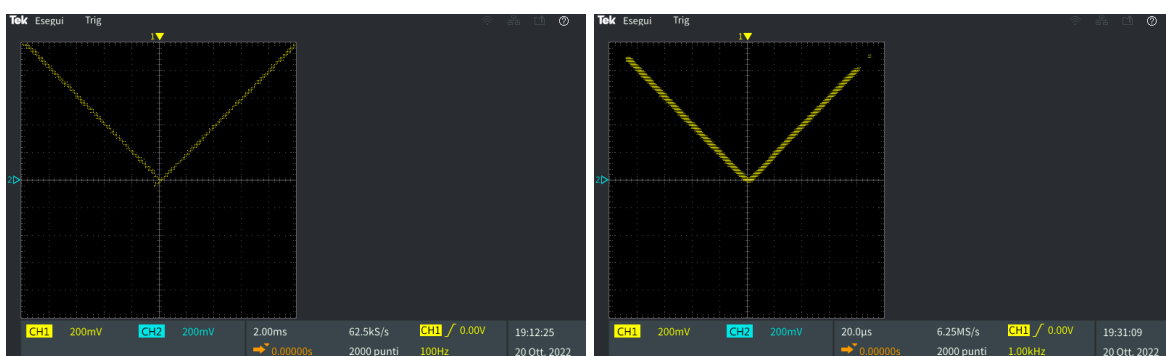 Tek Esegui Trig
1
2
CH1 200mV CH2 200mV 2.00ms 62.5kS/s CH1 0.00V 19:12:25
0.00000s 2000 punti 100Hz 20 Ott. 2022
Tek Esegui Trig
1
2
CH1 200mV CH2 200mV 20.0µs 6.25MS/s CH1 0.00V 19:31:09
0.00000s 2000 punti 1.00kHz 20 Ott. 2022